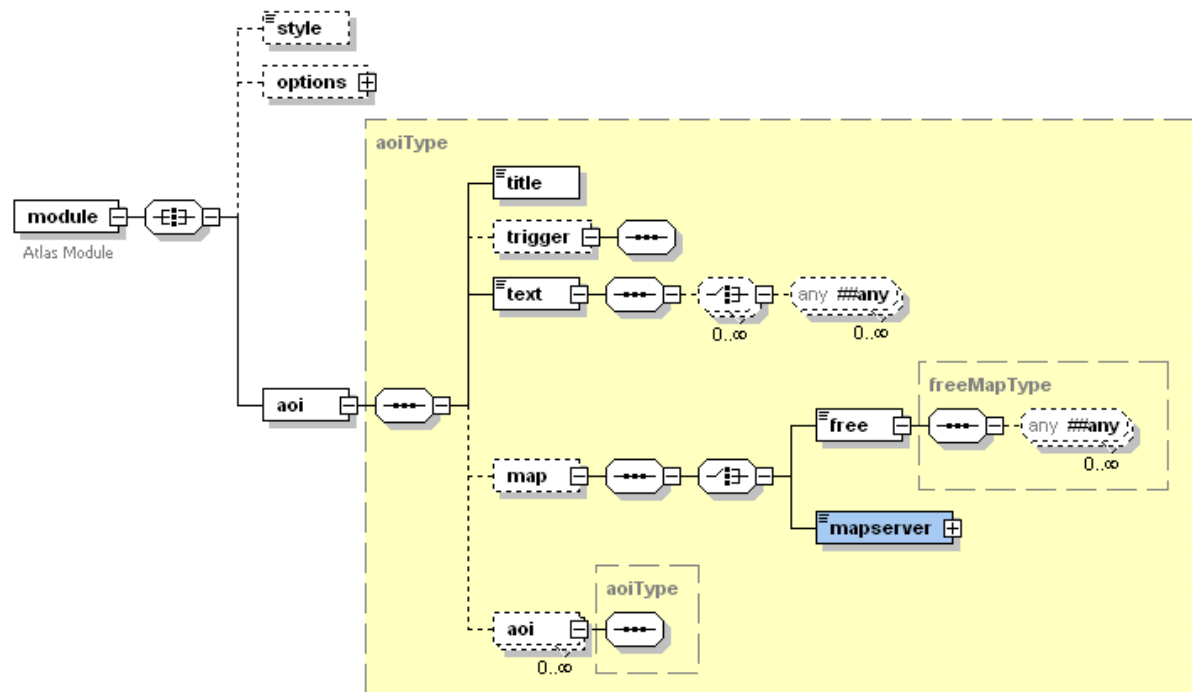 style
options
aoiType
title
module
Atlas Module
trigger
text
any ##any
0..∞
0..∞
freeMapType
aoi
free
any ##any
0..∞
map
mapserver
aoiType
aoi
0..∞